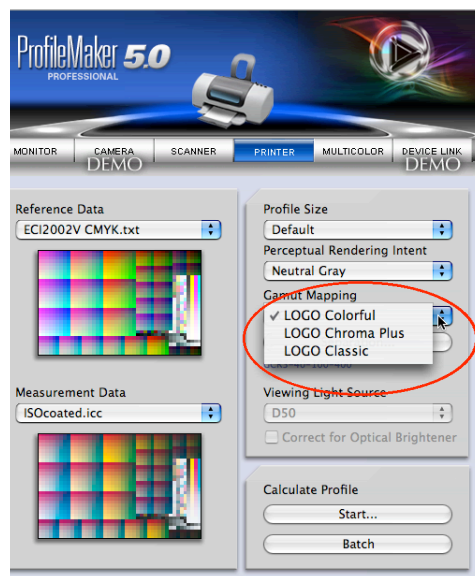 ProfileMaker 5.0
PROFESSIONAL
MONITOR
CAMERA
DEMO
SCANNER
PRINTER
MULTICOLOR
DEVICE LINK
DEMO
Reference Data
ECI2002V CMYK.txt
Measurement Data
ISOcoated.icc
Profile Size
Default
Perceptual Rendering Intent
Neutral Gray
Gamut Mapping
✓ LOGO Colorful
LOGO Chroma Plus
LOGO Classic
Viewing Light Source
D50
Correct for Optical Brightener
Calculate Profile
Start...
Batch